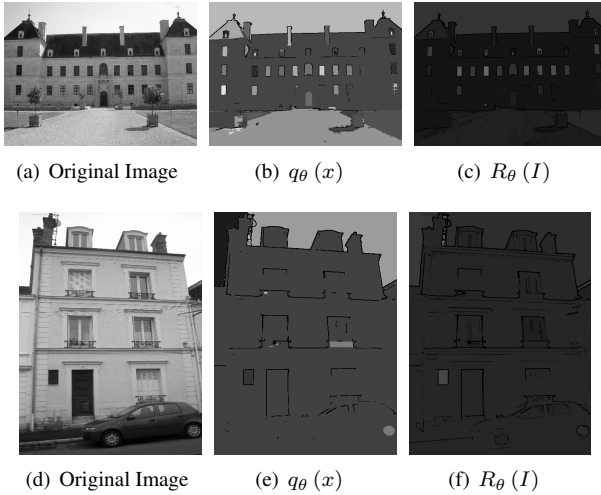 (a) Original Image (b) qθ (x) (c) Rθ (I)
(d) Original Image (e) qθ (x) (f) Rθ (I)